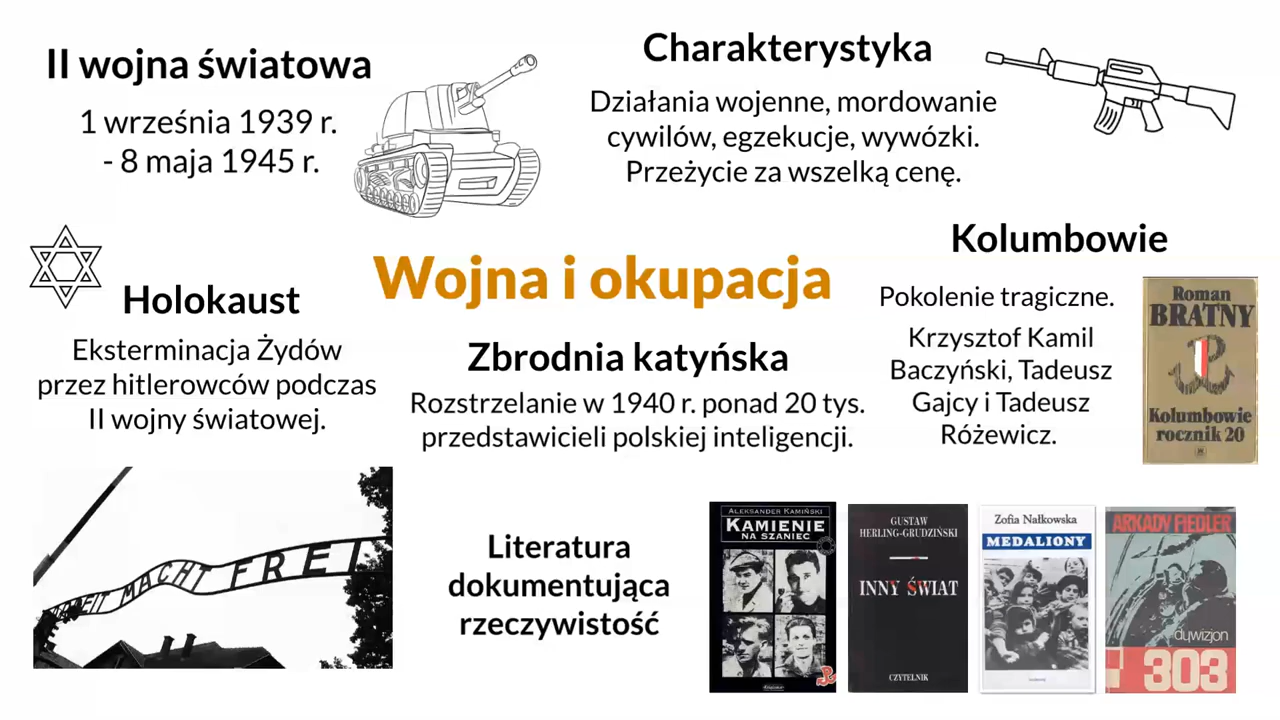 II wojna światowa
1 września 1939 r.
- 8 maja 1945 r.
Charakterystyka
Działania wojenne, mordowanie
cywilów, egzekucje, wywózki.
Przeżycie za wszelką cenę.
Wojna i okupacja
Holokaust
Eksterminacja Żydów
przez hitlerowców podczas
II wojny światowej.
Zbrodnia katyńska
Rozstrzelanie w 1940 r. ponad 20 tys.
przedstawicieli polskiej inteligencji.
Kolumbowie
Pokolenie tragiczne.
Krzysztof Kamil
Baczyński, Tadeusz
Gajcy i Tadeusz
Różewicz.
Roman
BRATNY
Kolumbowie
rocznik 20
ARBEIT MACHT FREI
Literatura
dokumentująca
rzeczywistość
ALEKSANDER KAMIŃSKI
KAMIENIE
NA SZANIEC
GUSTAW
HERLING-GRUDZIŃSKI
INNY ŚWIAT
CZYTELNIK
Zofia Nałkowska
MEDALIONY
ARKADY FIEDLER
dywizjon
303